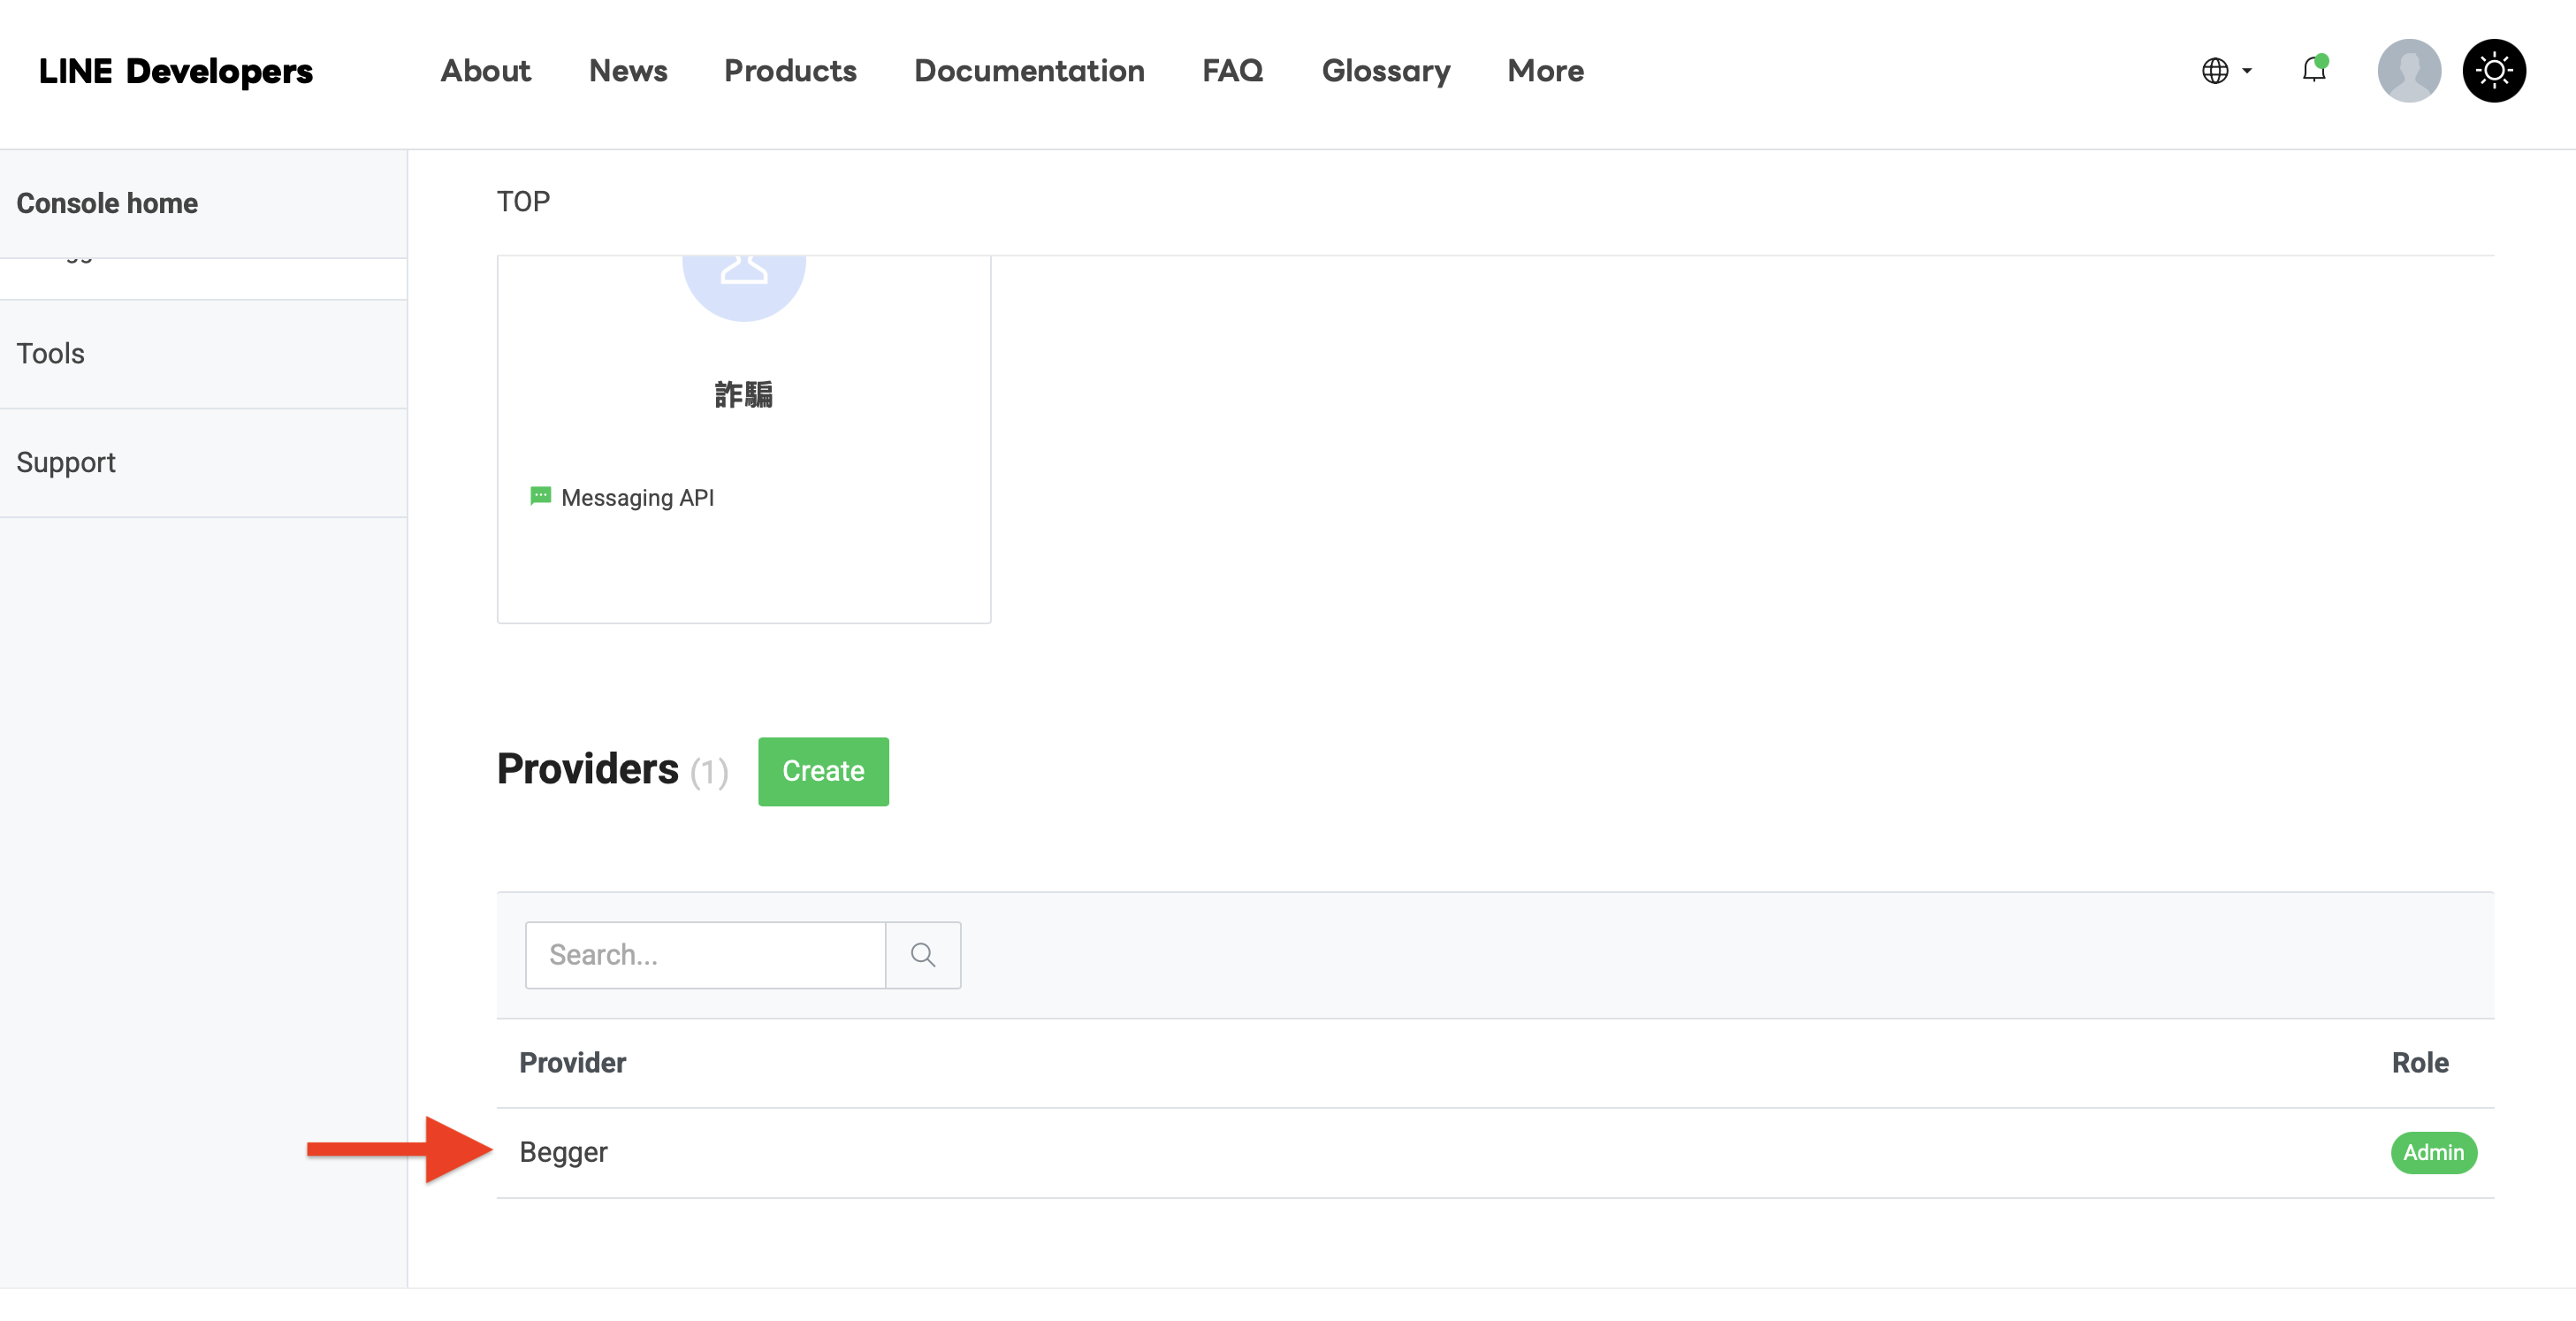 LINE Developers About News Products Documentation FAQ Glossary More
Console home
Tools
Support
TOP
詐騙
Messaging API
Providers (1) Create
Search...
Provider Role
Begger Admin